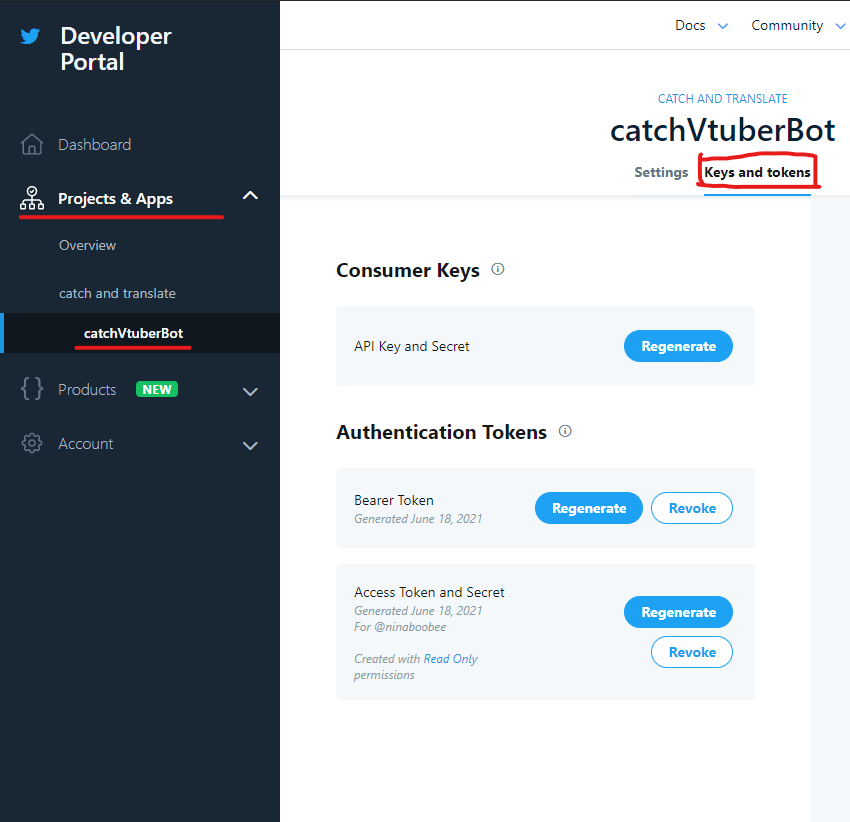 Developer
Portal
Dashboard
Projects & Apps
Overview
catch and translate
catchVtuberBot
Products NEW
Account
Docs Community
CATCH AND TRANSLATE
catchVtuberBot
Settings Keys and tokens
Consumer Keys
API Key and Secret Regenerate
Authentication Tokens
Bearer Token
Generated June 18, 2021
Regenerate Revoke
Access Token and Secret
Generated June 18, 2021
For @ninaboobee
Created with Read Only
permissions
Regenerate
Revoke